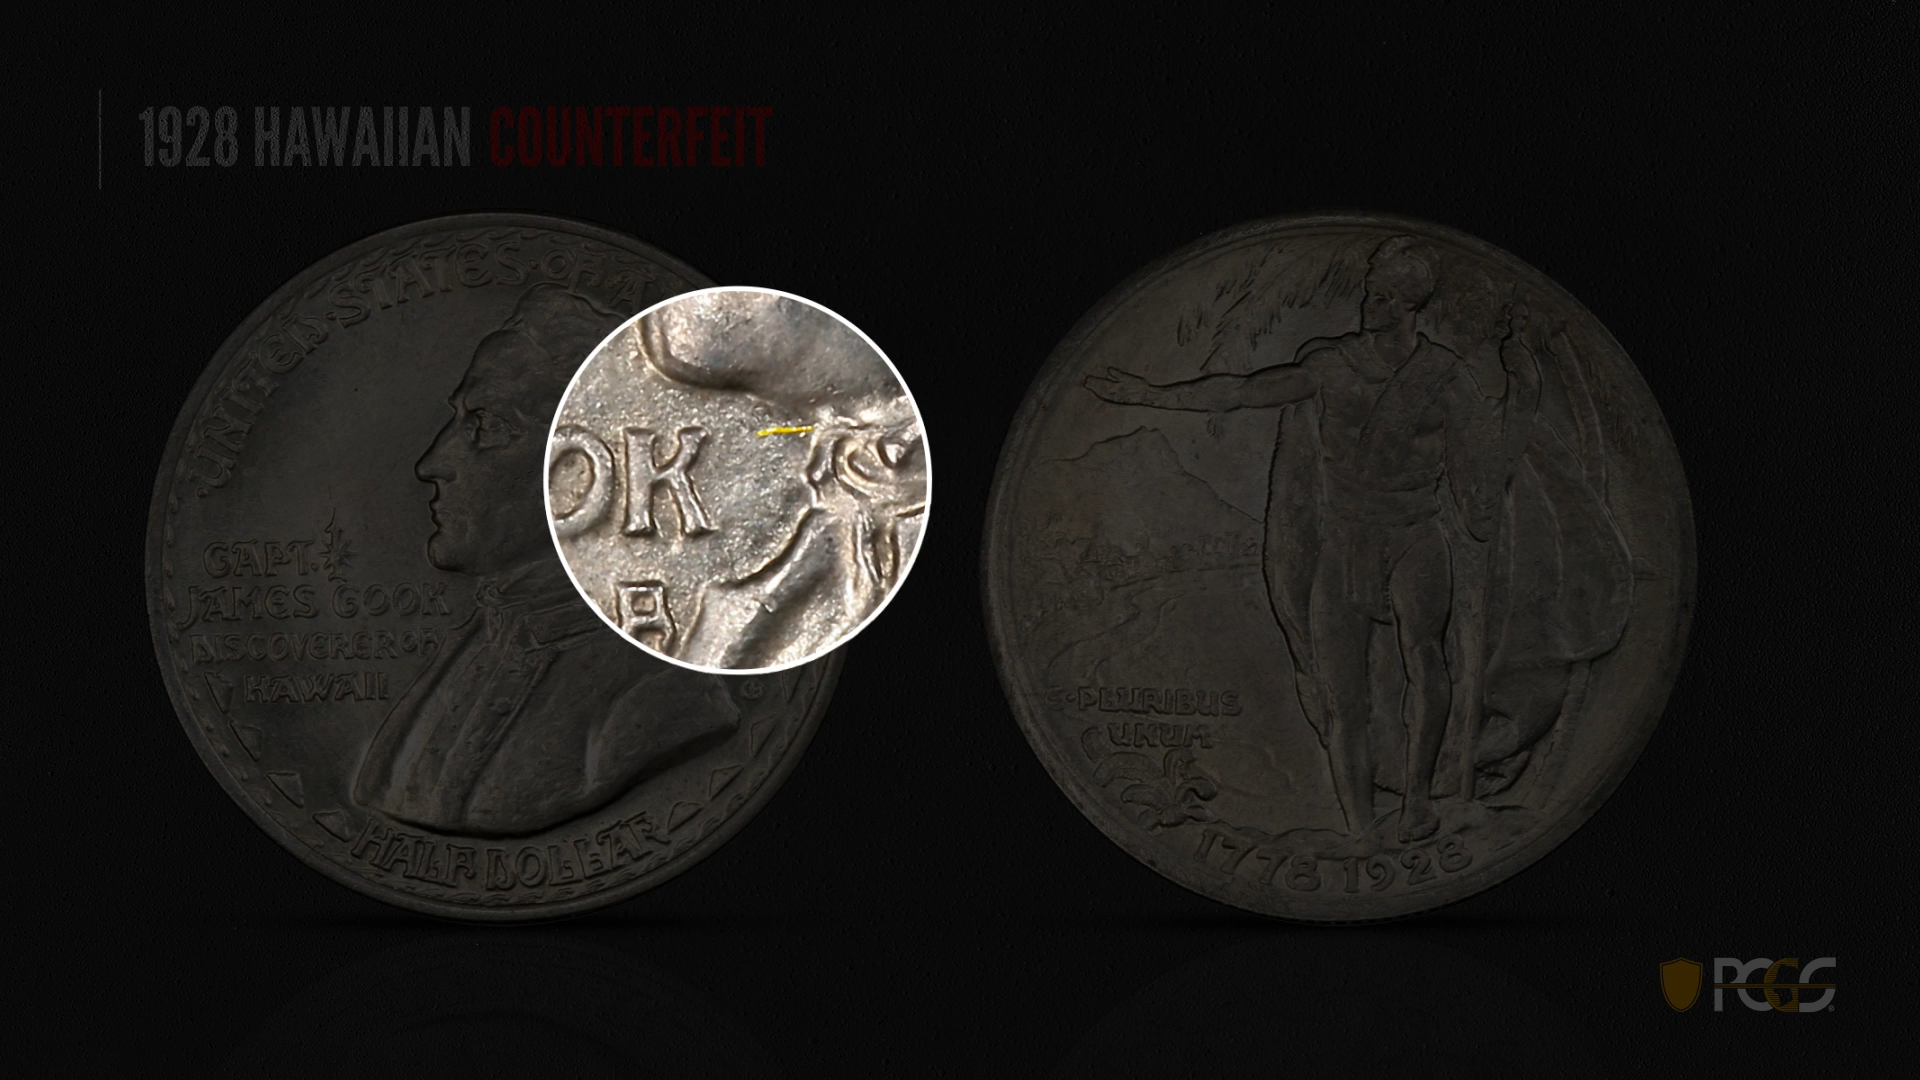 1928 HAWAIIAN COUNTERFEIT
·UNITED·STATES·OF·A
CAPT.
JAMES COOK
DISCOVERER OF
HAWAII
HALF DOLLAR
OK
E·PLURIBUS
UNUM
1778 1928
PCGS